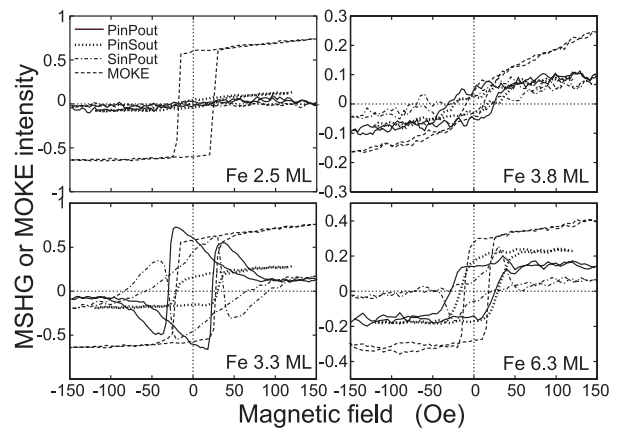 1
0.5
0
-0.5
-1
PinPout
PinSout
SinPout
MOKE
Fe 2.5 ML
0.3
0.2
0.1
0
-0.1
-0.2
-0.3
Fe 3.8 ML
1
0.5
0
-0.5
-1
-150 -100 -50 0 50 100 150
Fe 3.3 ML
0.4
0.2
0
-0.2
-0.4
-150 -100 -50 0 50 100 150
Fe 6.3 ML
MSHG or MOKE intensity
Magnetic field (Oe)